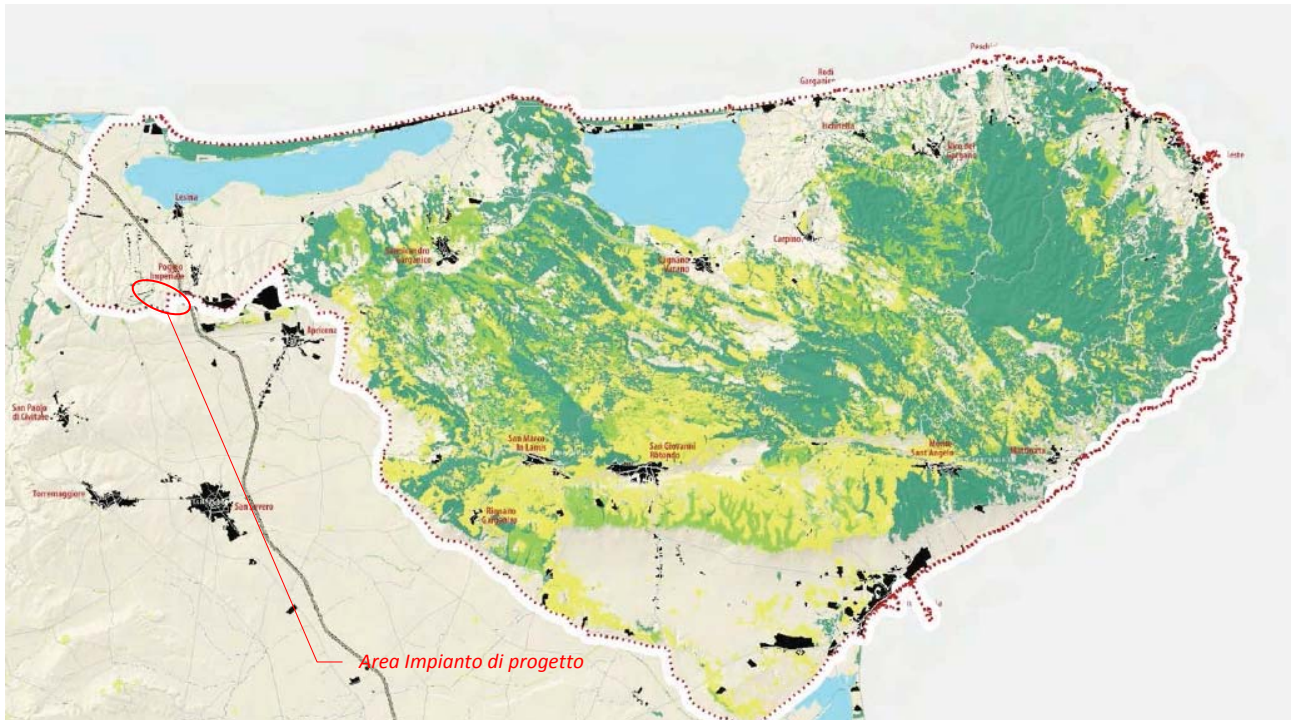 Rodi
Garganico
Ischitella
Vico del
Gargano
Lesina
Carpino
Sannicandro
Garganico
Cagnano
Varano
Poggio
Imperiale
Apricena
San Paolo
di Civitate
San Marco
in Lamis
San Giovanni
Rotondo
Monte
Sant'Angelo
Mattinata
Torremaggiore
San Severo
Rignano
Garganico
Area Impianto di progetto